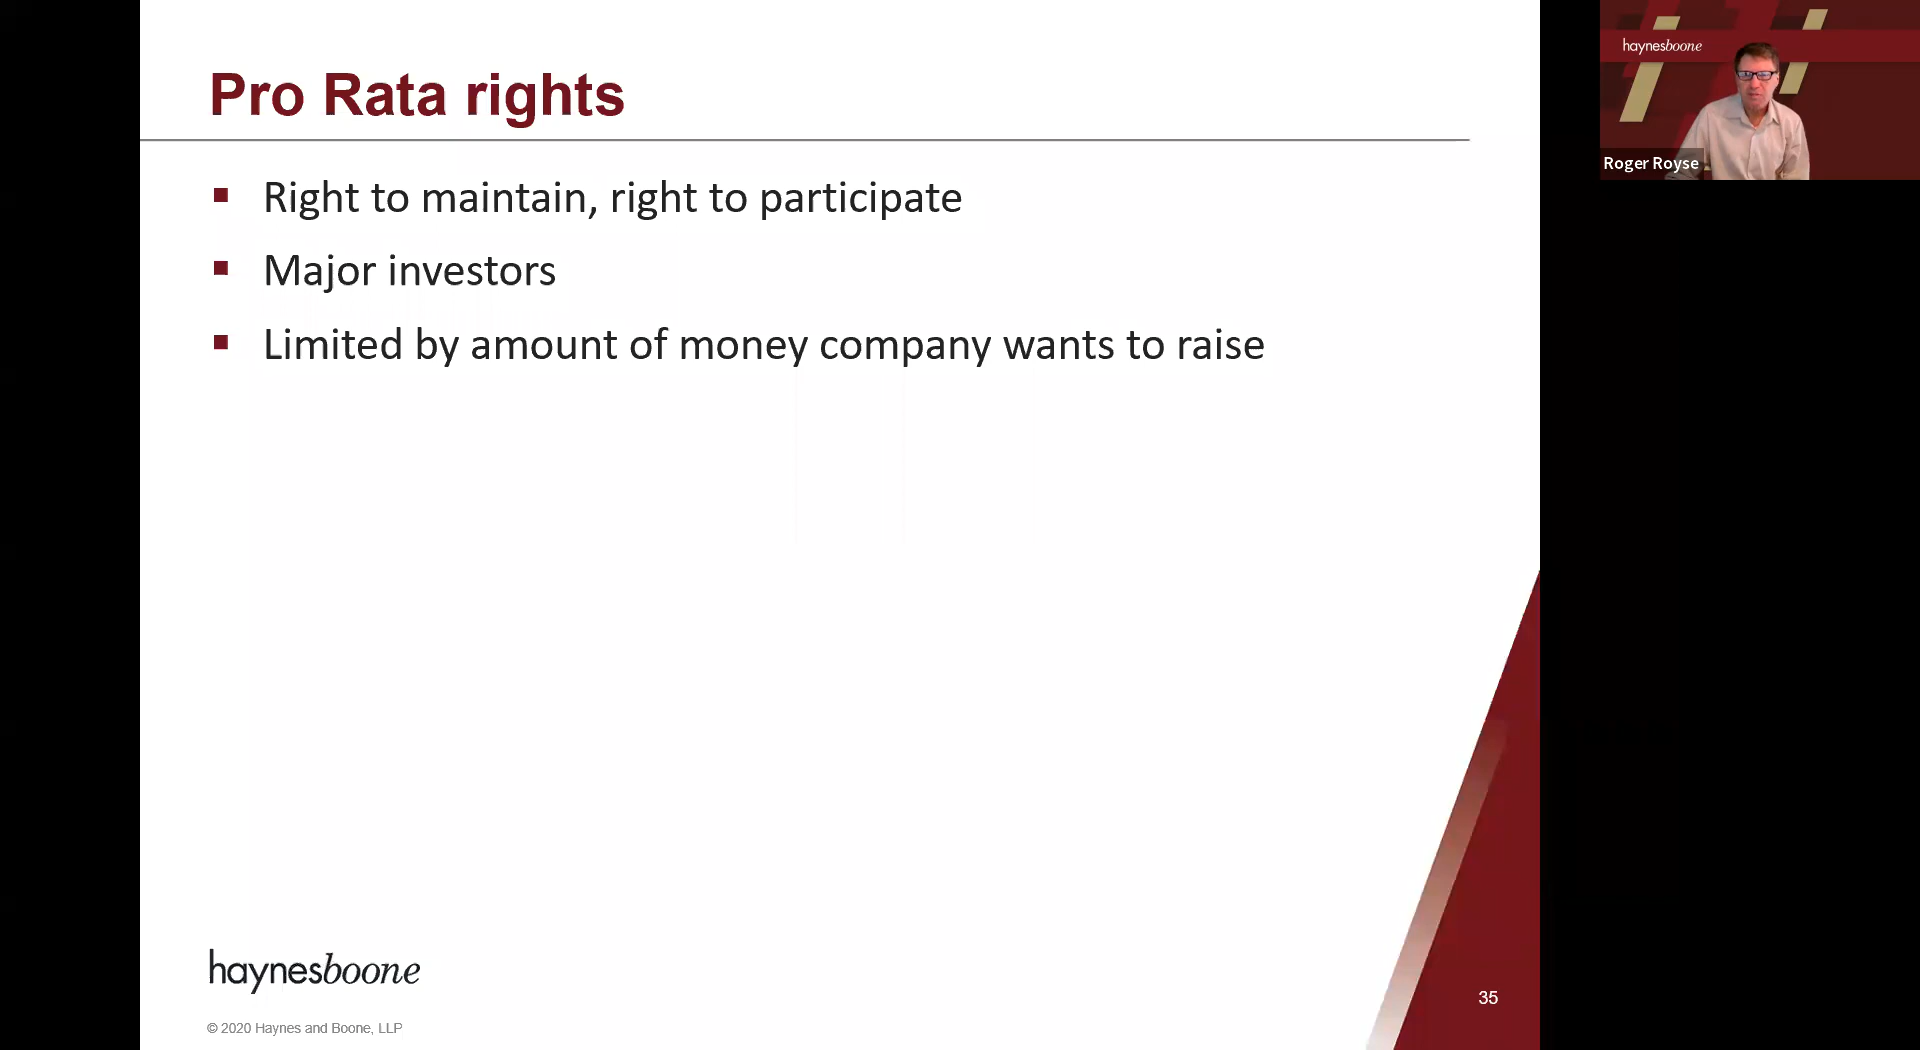 Pro Rata rights
Right to maintain, right to participate
Major investors
Limited by amount of money company wants to raise
haynesboone
© 2020 Haynes and Boone, LLP
35
haynesboone
Roger Royse